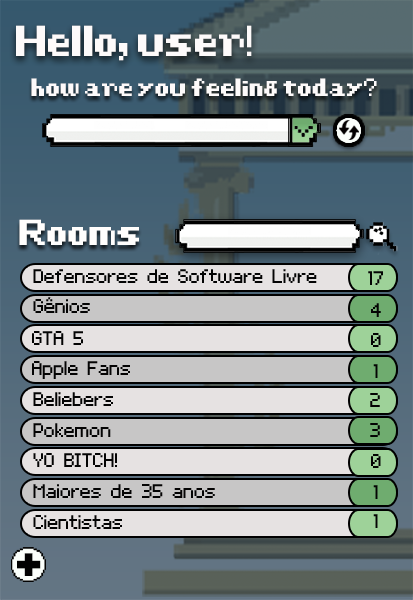 Hello, user!
how are you feeling today?
Rooms
Defensores de Software Livre 17
Gênios 4
GTA 5 0
Apple Fans 1
Beliebers 2
Pokemon 3
YO BITCH! 0
Maiores de 35 anos 1
Cientistas 1